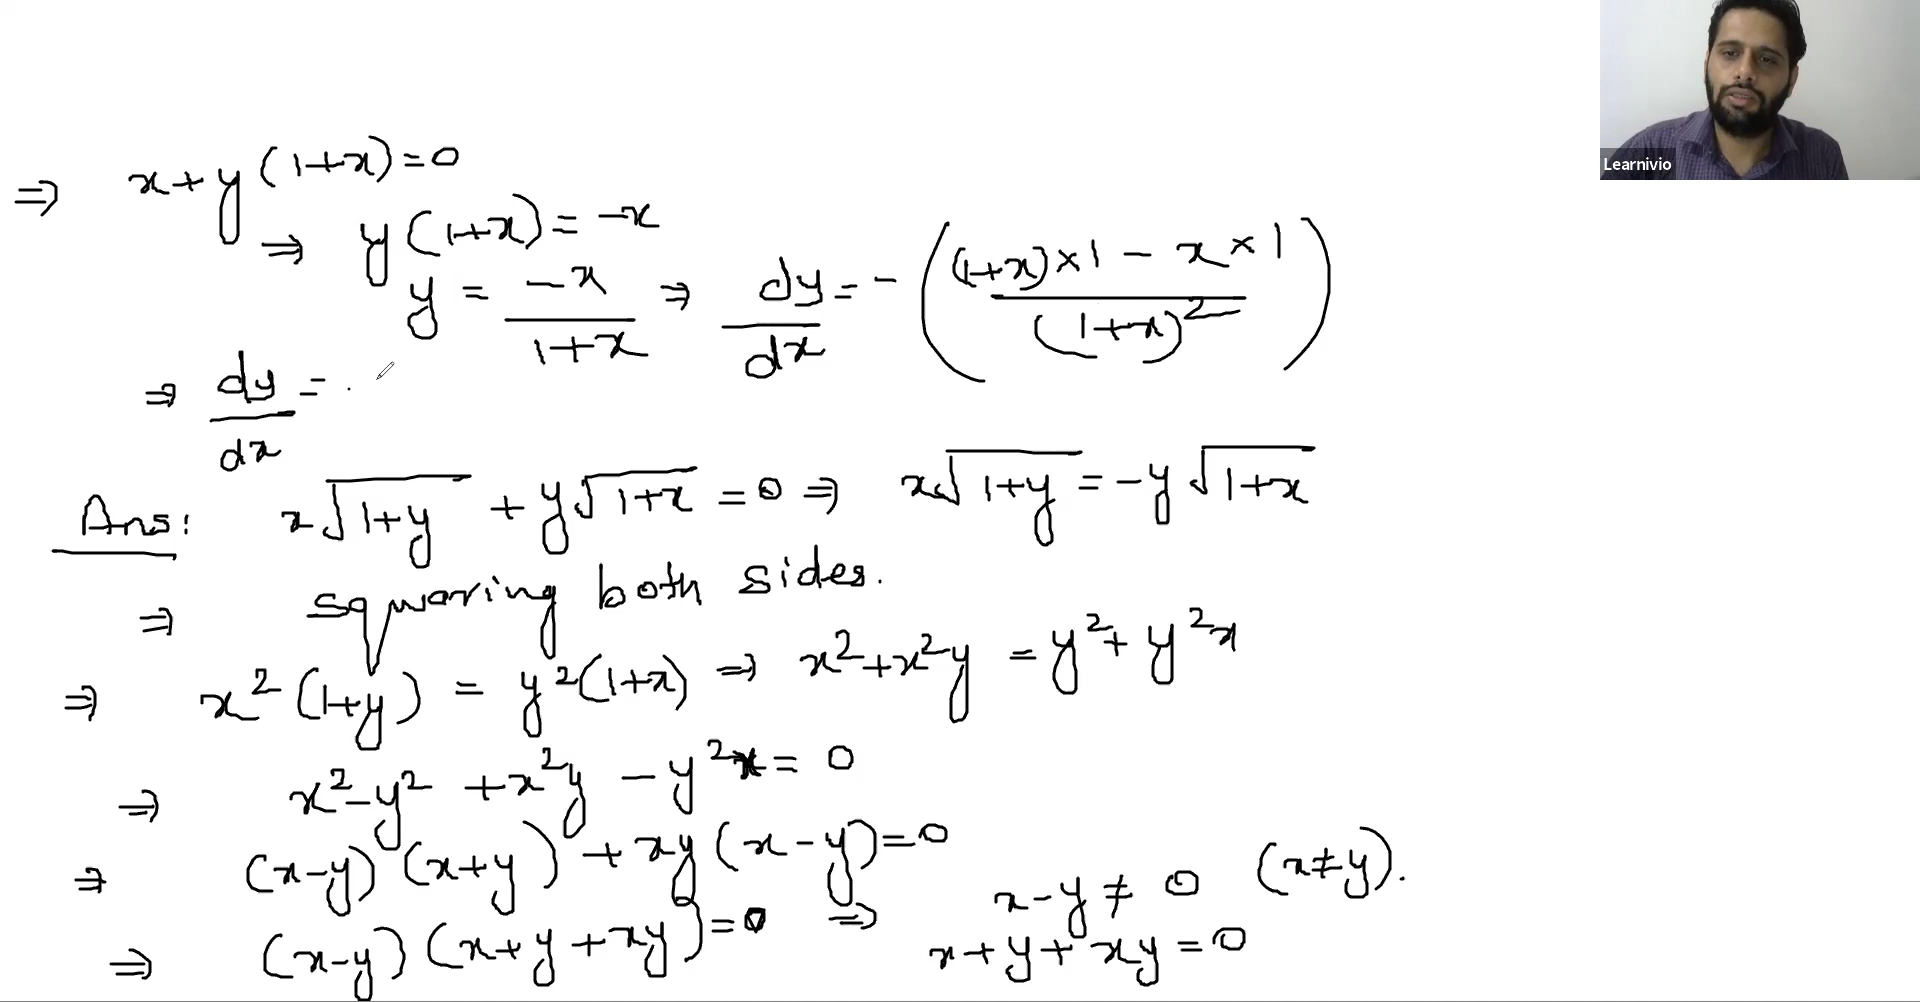 ⇒ x+y(1+x)=0
⇒ y(1+x)=-x
y = -x/(1+x) ⇒ dy/dx = -((1+x)×1 - x×1)/(1+x)²
⇒ dy/dx = .
Ans: x√(1+y) + y√(1+x) = 0 ⇒ x√(1+y) = -y√(1+x)
⇒ squaring both sides.
⇒ x²(1+y) = y²(1+x) ⇒ x²+x²y = y²+y²x
⇒ x²-y²+x²y-y²x=0
⇒ (x-y)(x+y)+xy(x-y)=0
x-y≠0 (x≠y).
⇒ (x-y)(x+y+xy)=0 ⇒ x+y+xy=0
Learnivio